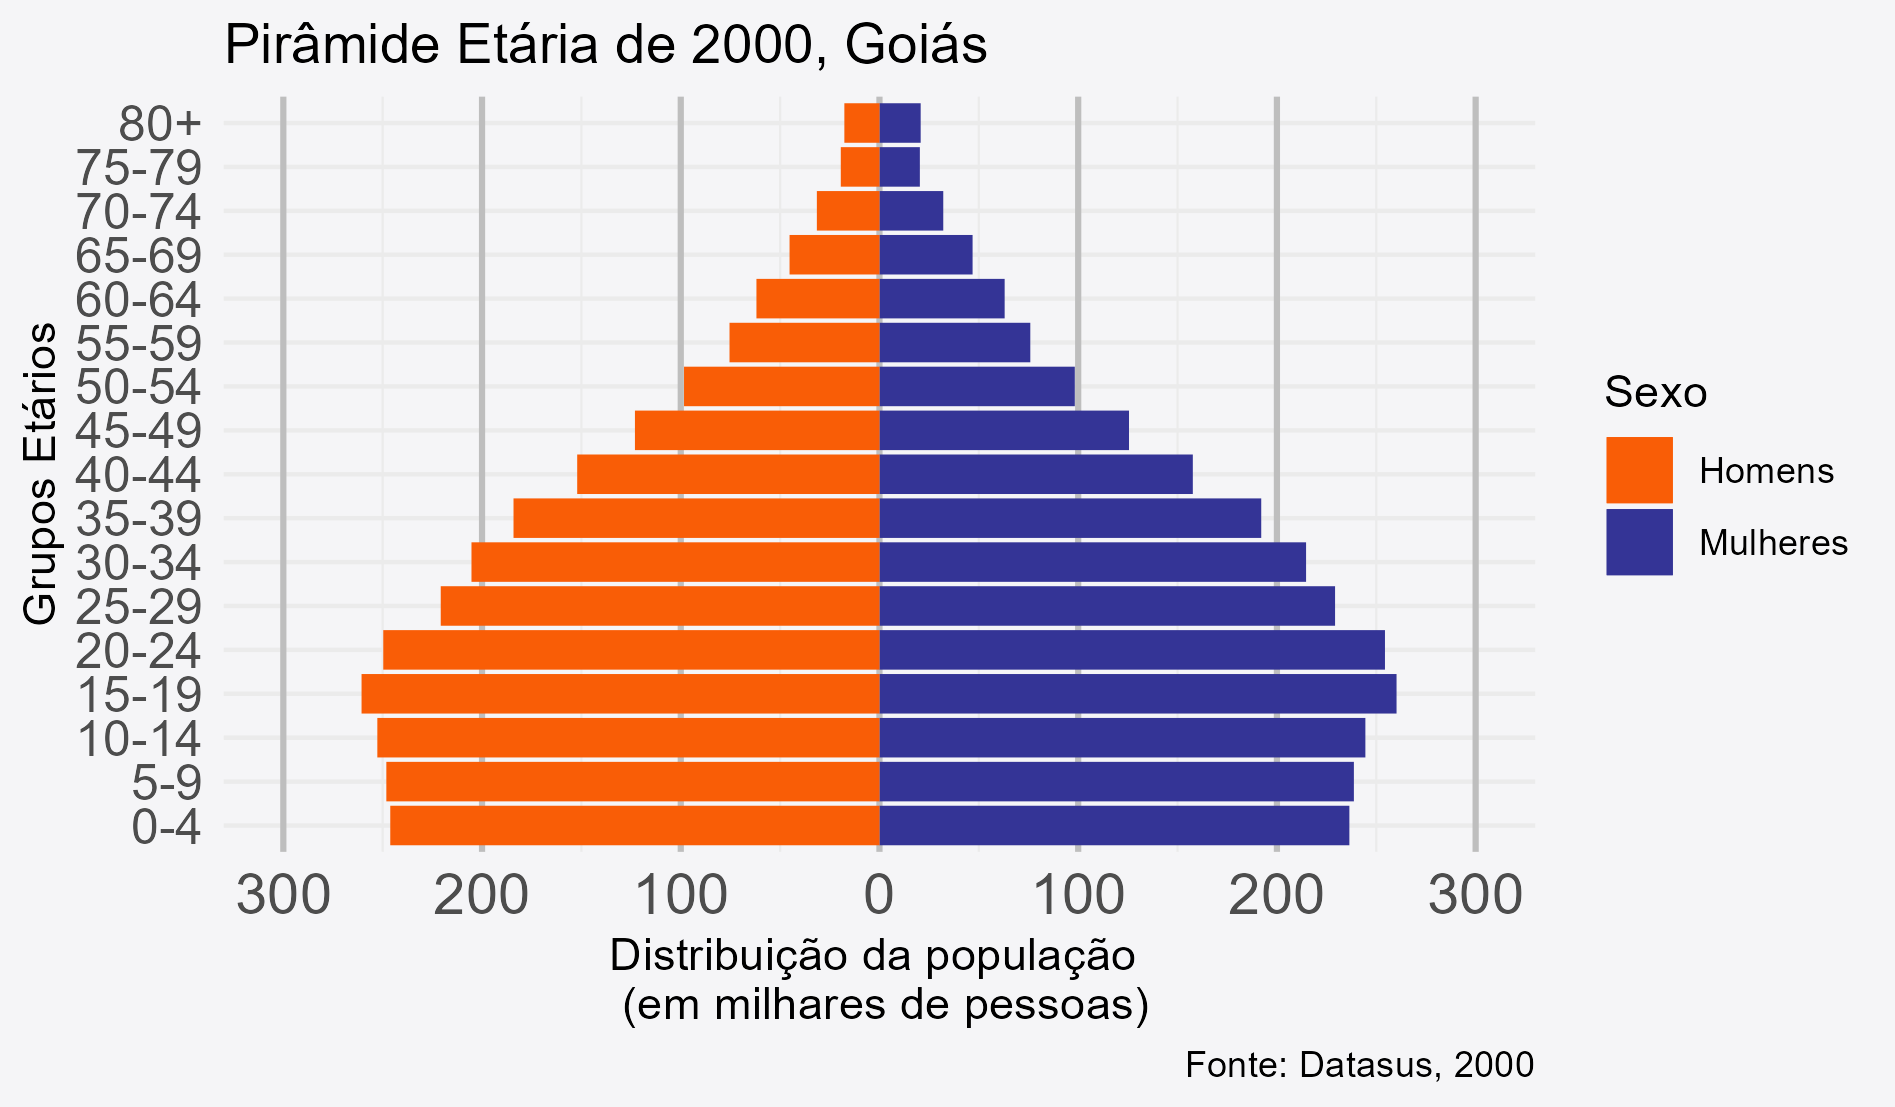 Pirâmide Etária de 2000, Goiás
Grupos Etários
80+
75-79
70-74
65-69
60-64
55-59
50-54
45-49
40-44
35-39
30-34
25-29
20-24
15-19
10-14
5-9
0-4
300 200 100 0 100 200 300
Distribuição da população
(em milhares de pessoas)
Sexo
Homens
Mulheres
Fonte: Datasus, 2000